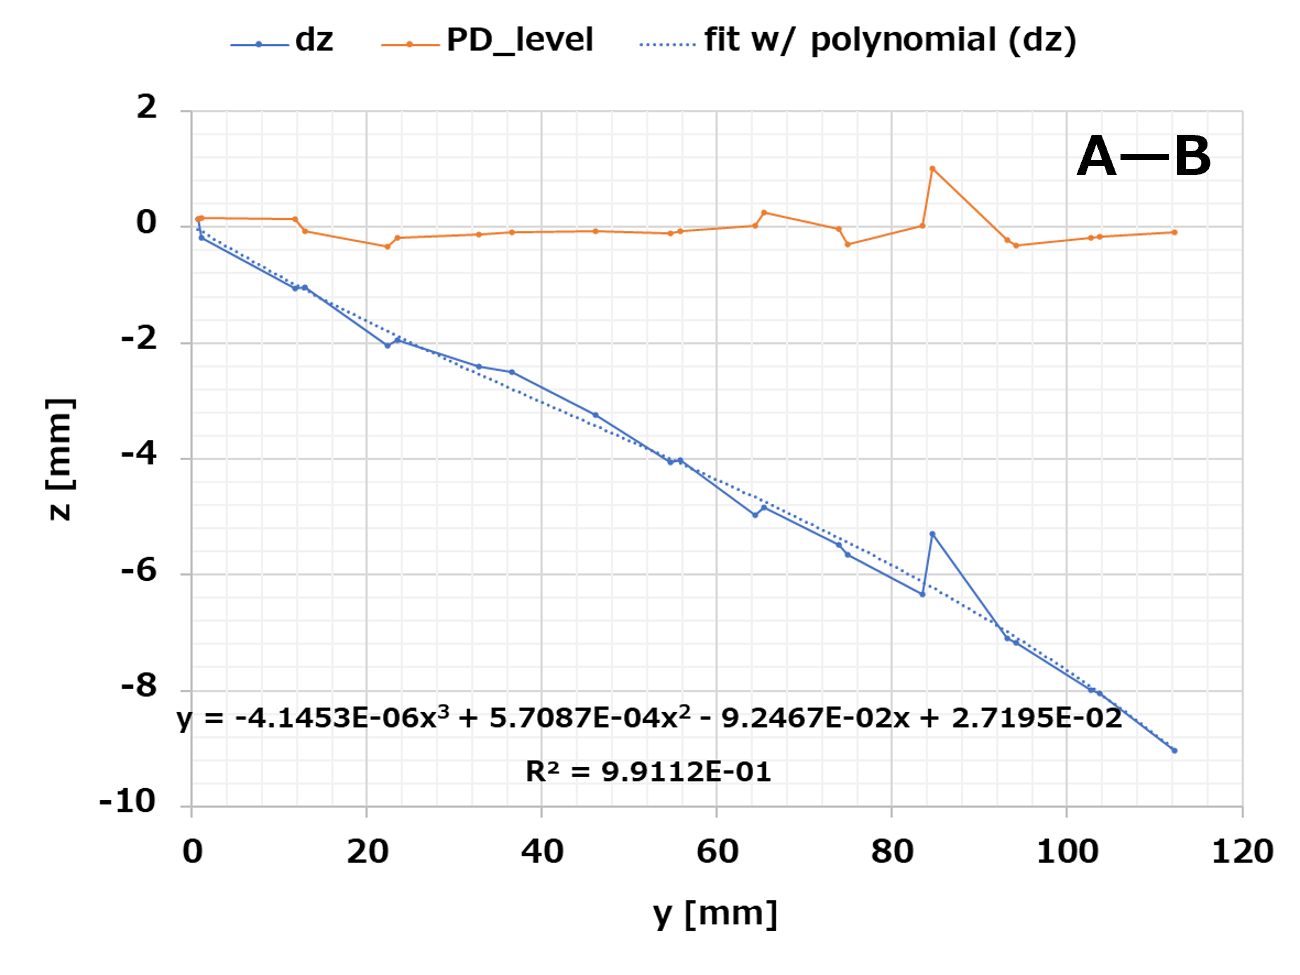 dz PD_level fit w/ polynomial (dz)
2
A—B
0
-2
-4
-6
-8
-10
z [mm]
y = -4.1453E-06x³ + 5.7087E-04x² - 9.2467E-02x + 2.7195E-02
R² = 9.9112E-01
0 20 40 60 80 100 120
y [mm]